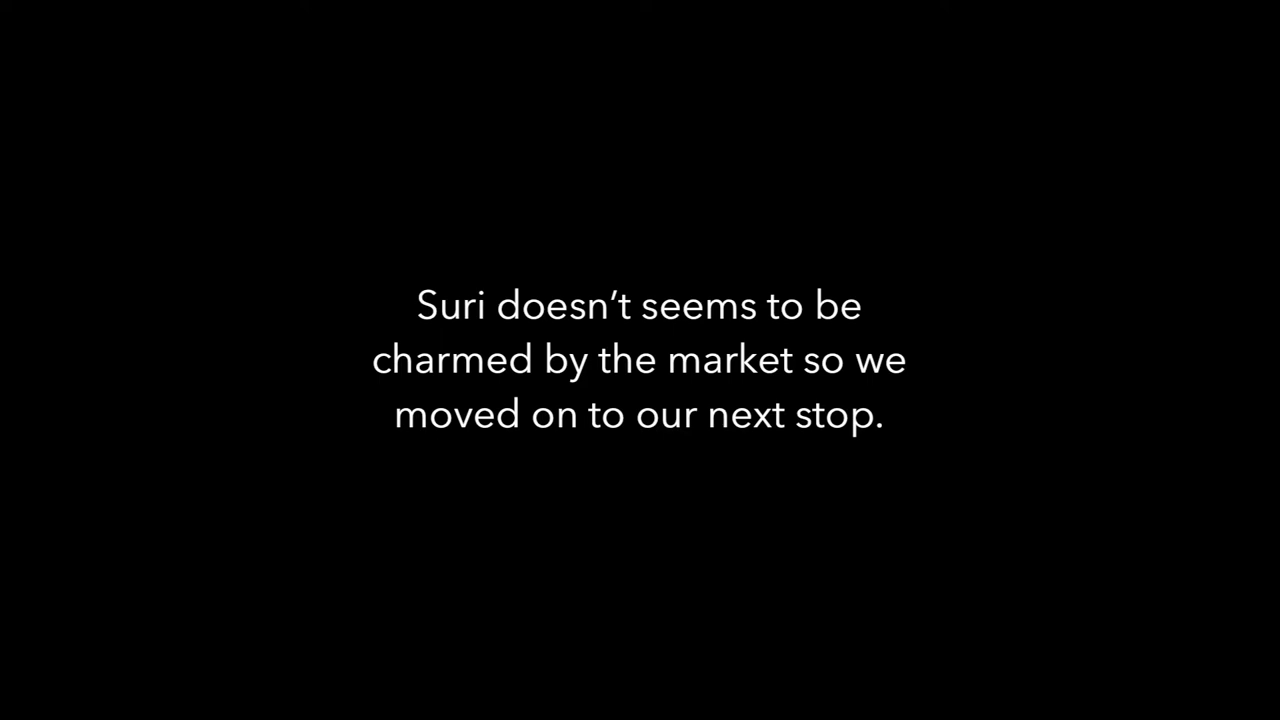 Suri doesn’t seems to be
charmed by the market so we
moved on to our next stop.